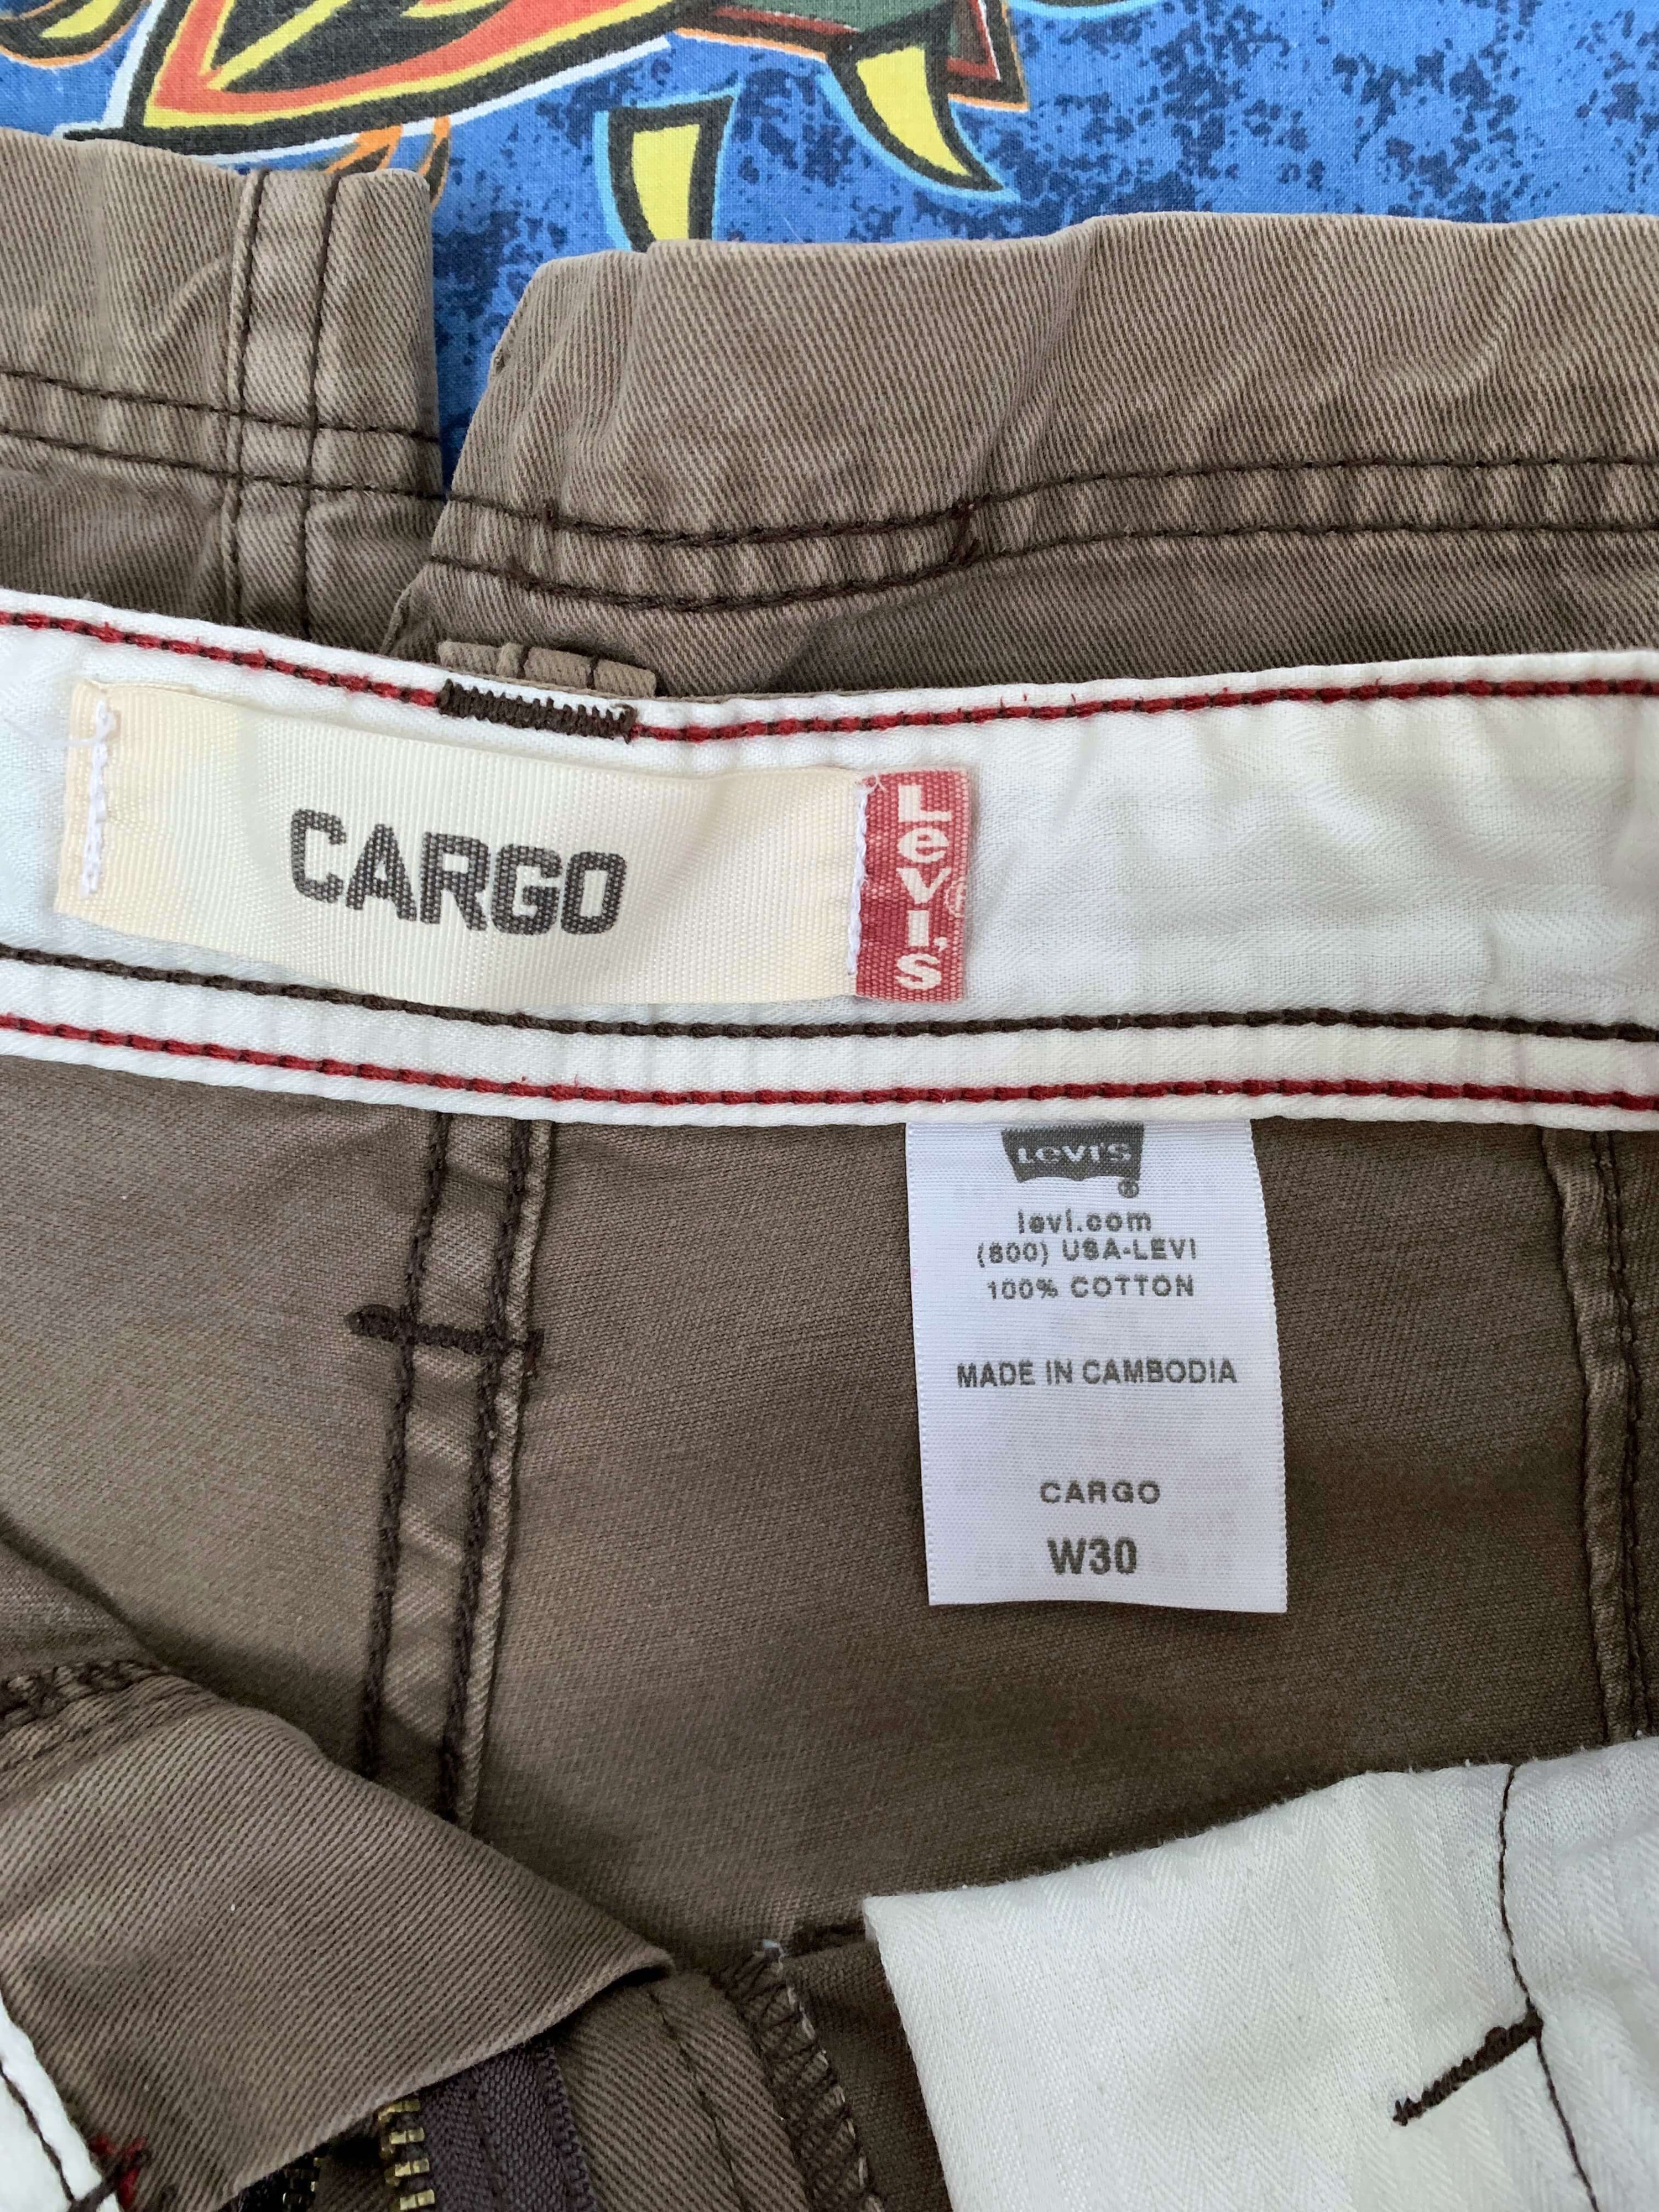 CARGO
Levi's®
LEVI'S
®
levi.com
(800) USA-LEVI
100% COTTON
MADE IN CAMBODIA
CARGO
W30